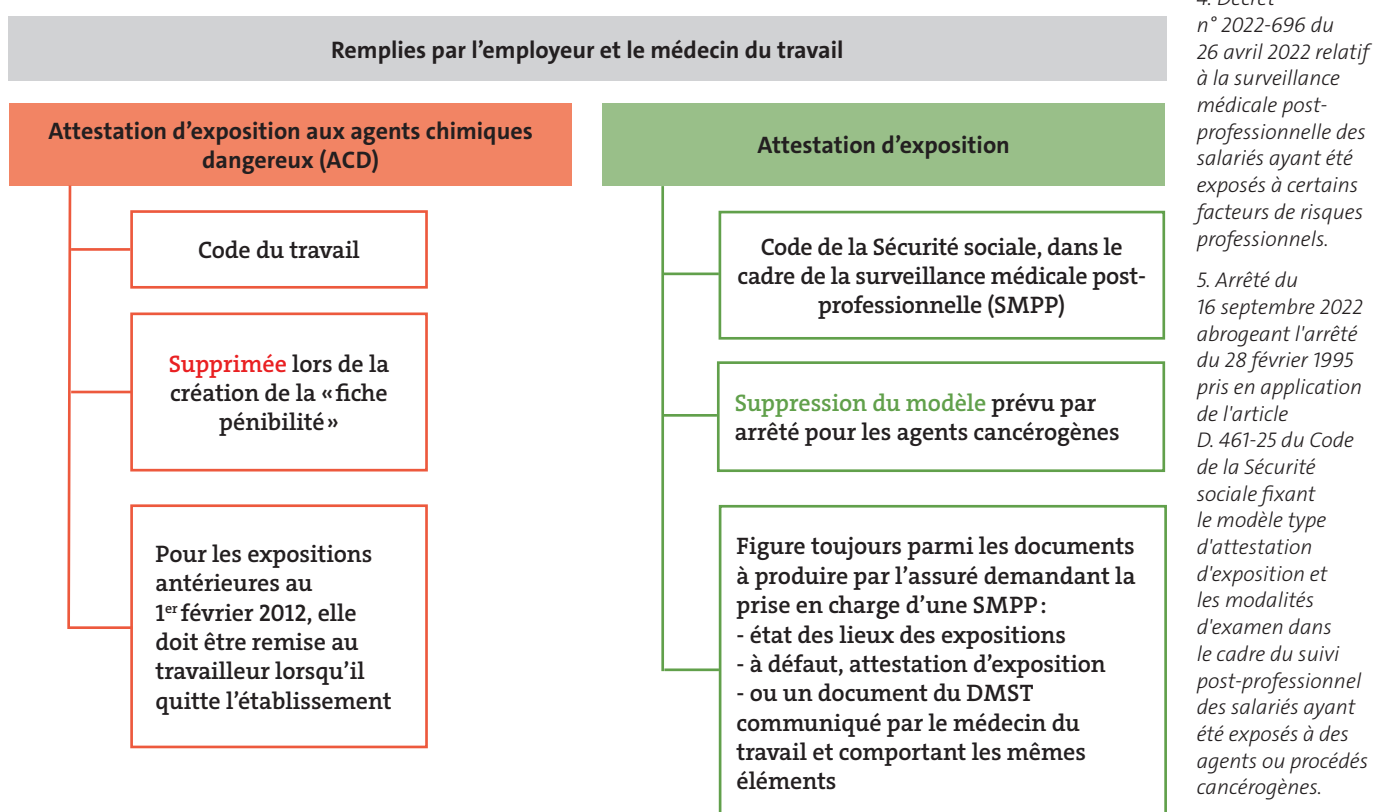 Remplies par l'employeur et le médecin du travail
Attestation d'exposition aux agents chimiques
dangereux (ACD)
Code du travail
Supprimée lors de la
création de la «fiche
pénibilité»
Pour les expositions
antérieures au
1er février 2012, elle
doit être remise au
travailleur lorsqu'il
quitte l'établissement
Attestation d'exposition
Code de la Sécurité sociale, dans le
cadre de la surveillance médicale post-
professionnelle (SMPP)
Suppression du modèle prévu par
arrêté pour les agents cancérogènes
Figure toujours parmi les documents
à produire par l'assuré demandant la
prise en charge d'une SMPP :
- état des lieux des expositions
- à défaut, attestation d'exposition
- ou un document du DMST
communiqué par le médecin du
travail et comportant les mêmes
éléments
4. Décret
n° 2022-696 du
26 avril 2022 relatif
à la surveillance
médicale post-
professionnelle des
salariés ayant été
exposés à certains
facteurs de risques
professionnels.
5. Arrêté du
16 septembre 2022
abrogeant l'arrêté
du 28 février 1995
pris en application
de l'article
D. 461-25 du Code
de la Sécurité
sociale fixant
le modèle type
d'attestation
d'exposition et
les modalités
d'examen dans
le cadre du suivi
post-professionnel
des salariés ayant
été exposés à des
agents ou procédés
cancérogènes.